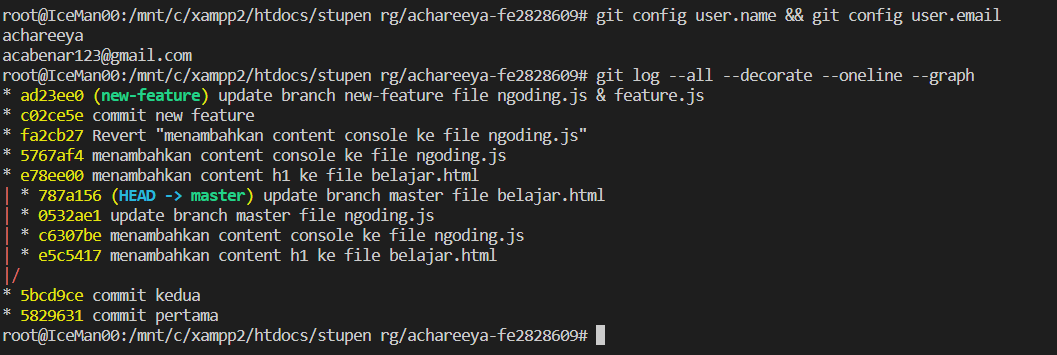 root@IceMan00:/mnt/c/xampp2/htdocs/stupen rg/achareeya-fe2828609# git config user.name && git config user.email
achareeya
acabenar123@gmail.com
root@IceMan00:/mnt/c/xampp2/htdocs/stupen rg/achareeya-fe2828609# git log --all --decorate --oneline --graph
* ad23ee0 (new-feature) update branch new-feature file ngoding.js & feature.js
* c02ce5e commit new feature
* fa2cb27 Revert "menambahkan content console ke file ngoding.js"
* 5767af4 menambahkan content console ke file ngoding.js
* e78ee00 menambahkan content h1 ke file belajar.html
| * 787a156 (HEAD -> master) update branch master file belajar.html
| * 0532ae1 update branch master file ngoding.js
| * c6307be menambahkan content console ke file ngoding.js
| * e5c5417 menambahkan content h1 ke file belajar.html
|/
* 5bcd9ce commit kedua
* 5829631 commit pertama
root@IceMan00:/mnt/c/xampp2/htdocs/stupen rg/achareeya-fe2828609#